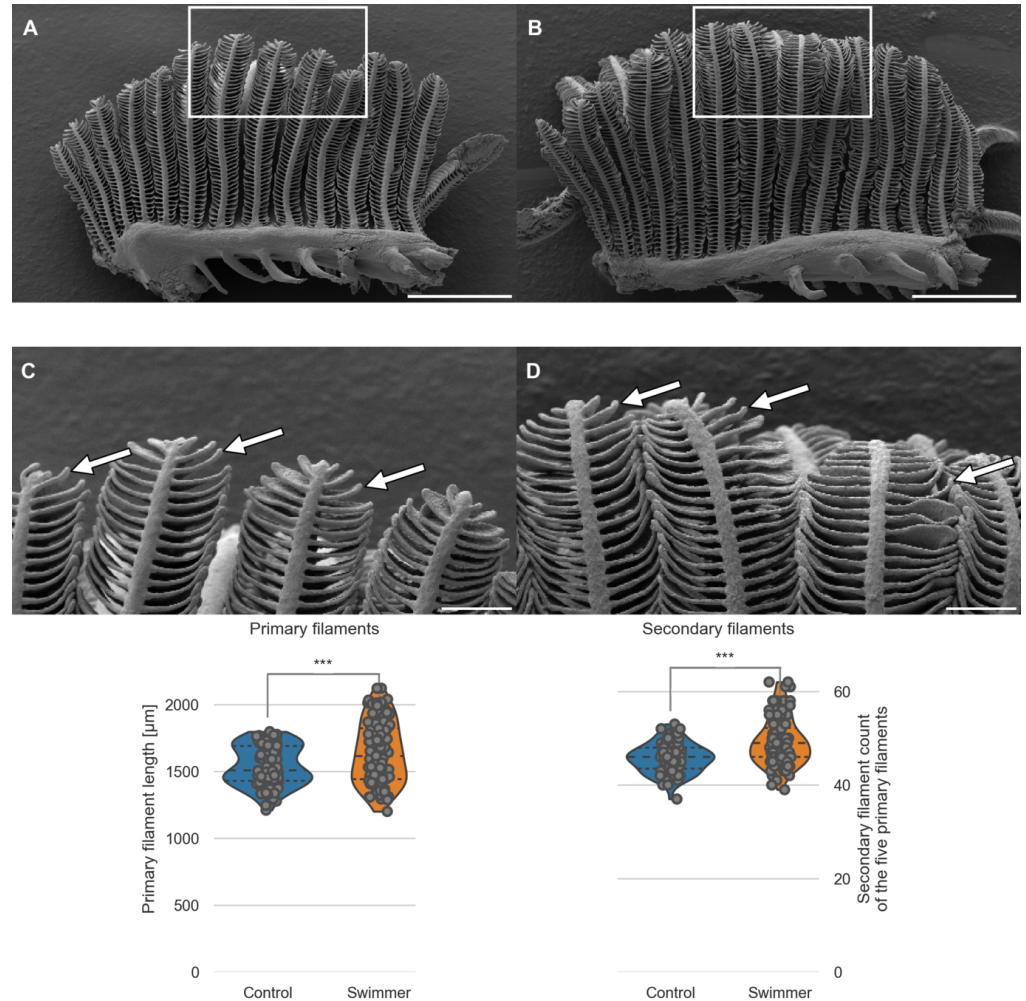 A
B
C
D
Primary filaments
Secondary filaments
***
***
Primary filament length [µm]
2000
1500
1000
500
0
60
40
20
0
Secondary filament count
of the five primary filaments
Control
Swimmer
Control
Swimmer